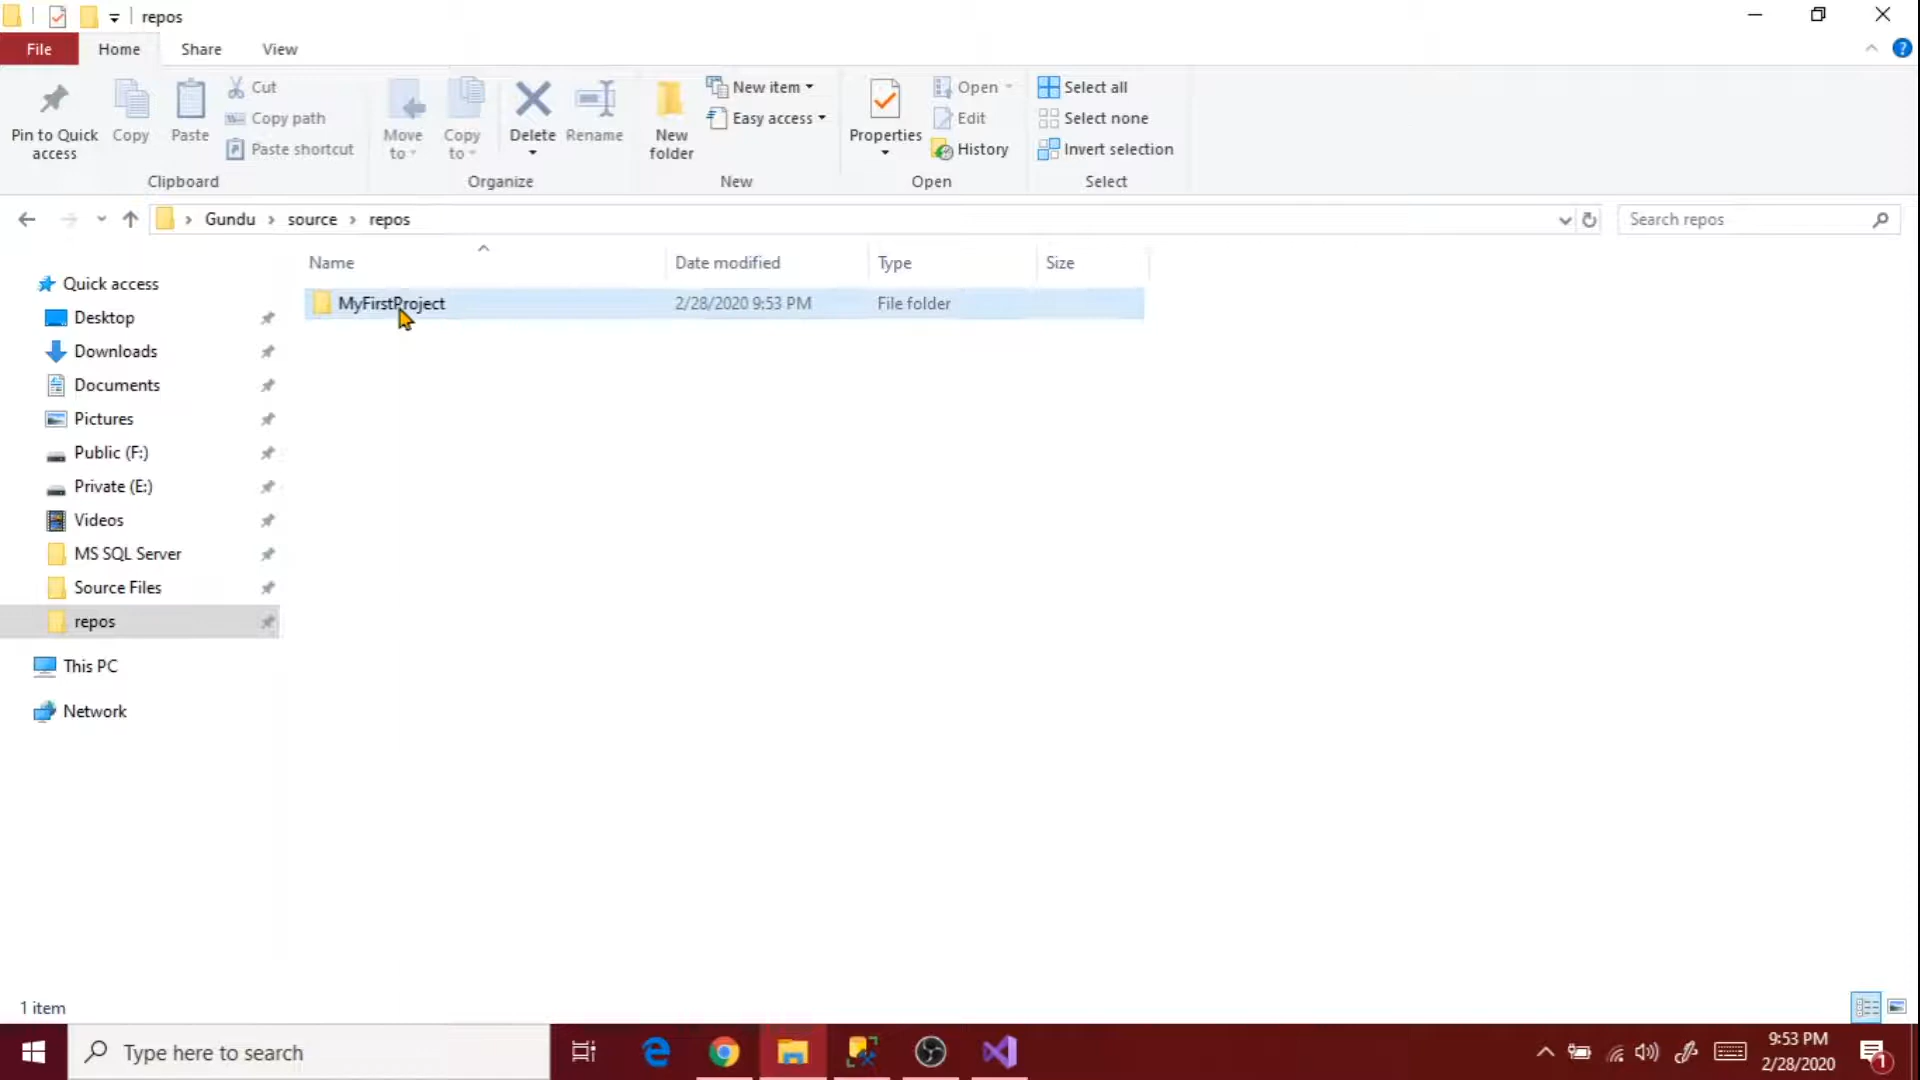 repos
File Home Share View
Pin to Quick access
Copy
Paste
Cut
Copy path
Paste shortcut
Clipboard
Move to
Copy to
Delete
Rename
Organize
New folder
New item
Easy access
New
Properties
Open
Edit
History
Open
Select all
Select none
Invert selection
Select
Gundu > source > repos
Search repos
Name Date modified Type Size
MyFirstProject 2/28/2020 9:53 PM File folder
Quick access
Desktop
Downloads
Documents
Pictures
Public (F:)
Private (E:)
Videos
MS SQL Server
Source Files
repos
This PC
Network
1 item
Type here to search
9:53 PM
2/28/2020
1